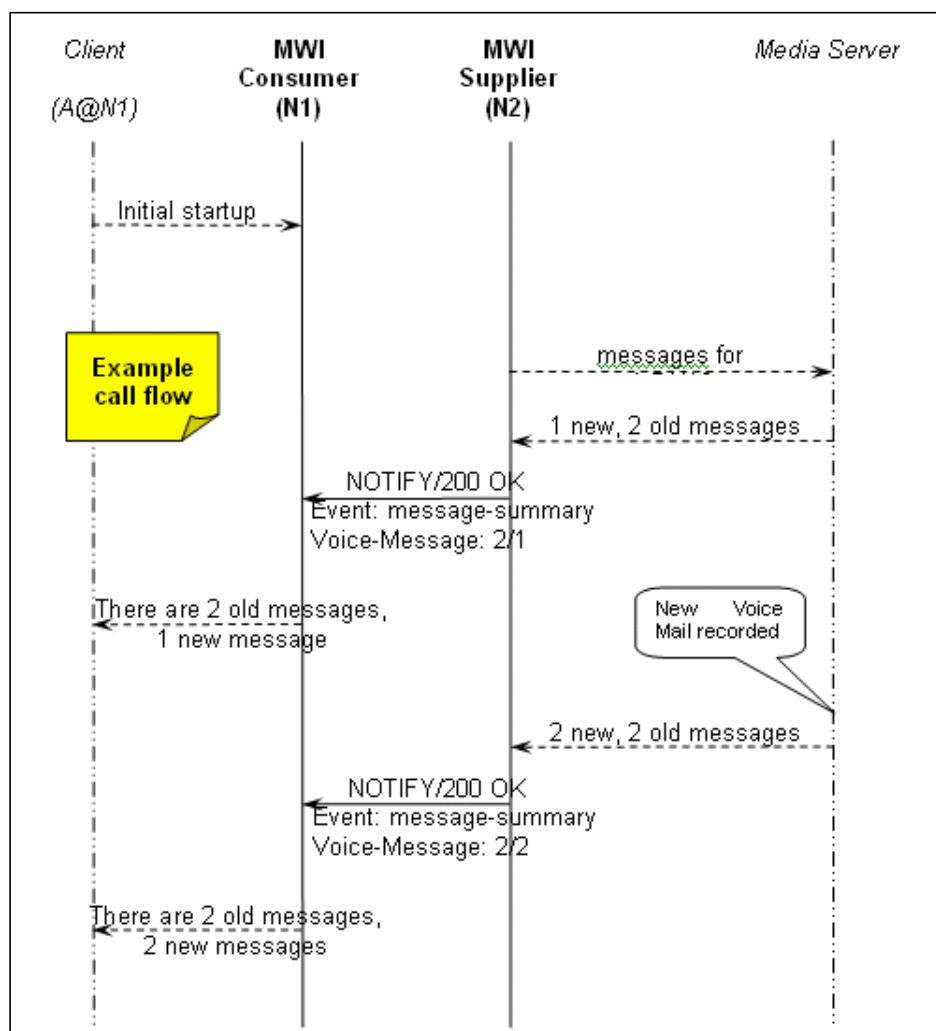 Client
(A@N1)
MWI
Consumer
(N1)
MWI
Supplier
(N2)
Media Server
Initial startup
Example
call flow
messages for
1 new, 2 old messages
NOTIFY/200 OK
Event: message-summary
Voice-Message: 2/1
There are 2 old messages,
1 new message
New Voice
Mail recorded
2 new, 2 old messages
NOTIFY/200 OK
Event: message-summary
Voice-Message: 2/2
There are 2 old messages,
2 new messages